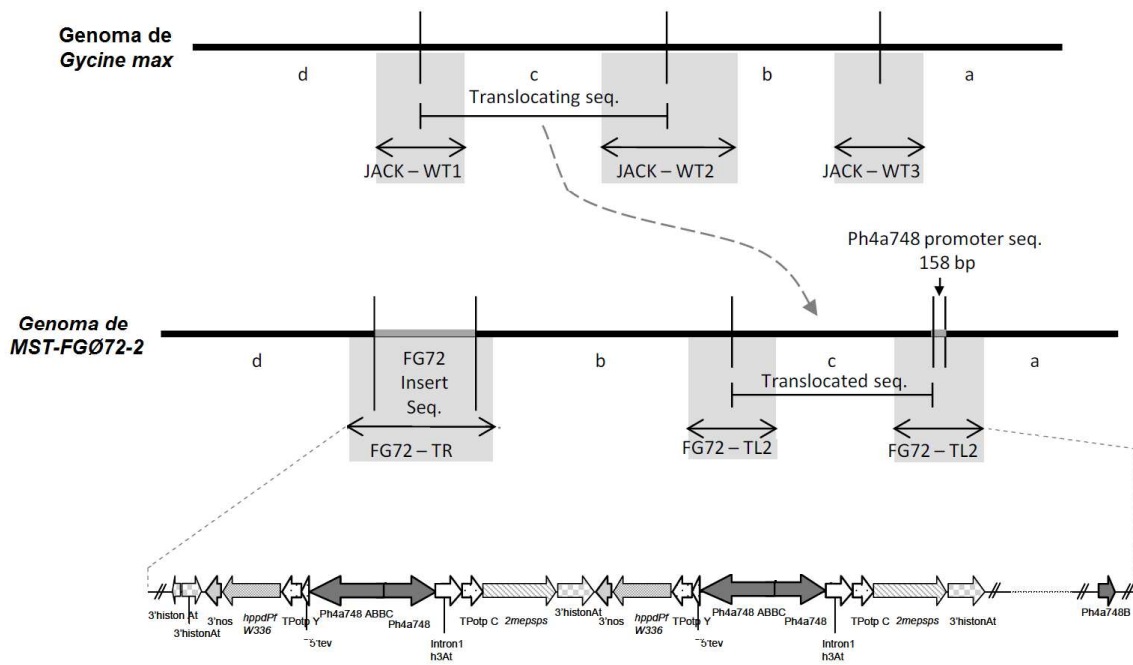 Genoma de
Gycine max
d
c
b
a
Translocating seq.
JACK – WT1
JACK – WT2
JACK – WT3
Ph4a748 promoter seq.
158 bp
Genoma de
MST-FGØ72-2
d
FG72
Insert
Seq.
b
c
a
Translocated seq.
FG72 – TR
FG72 – TL2
FG72 – TL2
3'histon At
3'histonAt
3'nos
hppdPf
W336
TPotp Y
5'tev
Ph4a748 ABBC
Ph4a748
Intron1
h3At
TPotp C
2mepsps
3'histonAt
3'nos
hppdPf
W336
TPotp Y
5'tev
Ph4a748 ABBC
Ph4a748
Intron1
h3At
TPotp C
2mepsps
3'histonAt
Ph4a748B